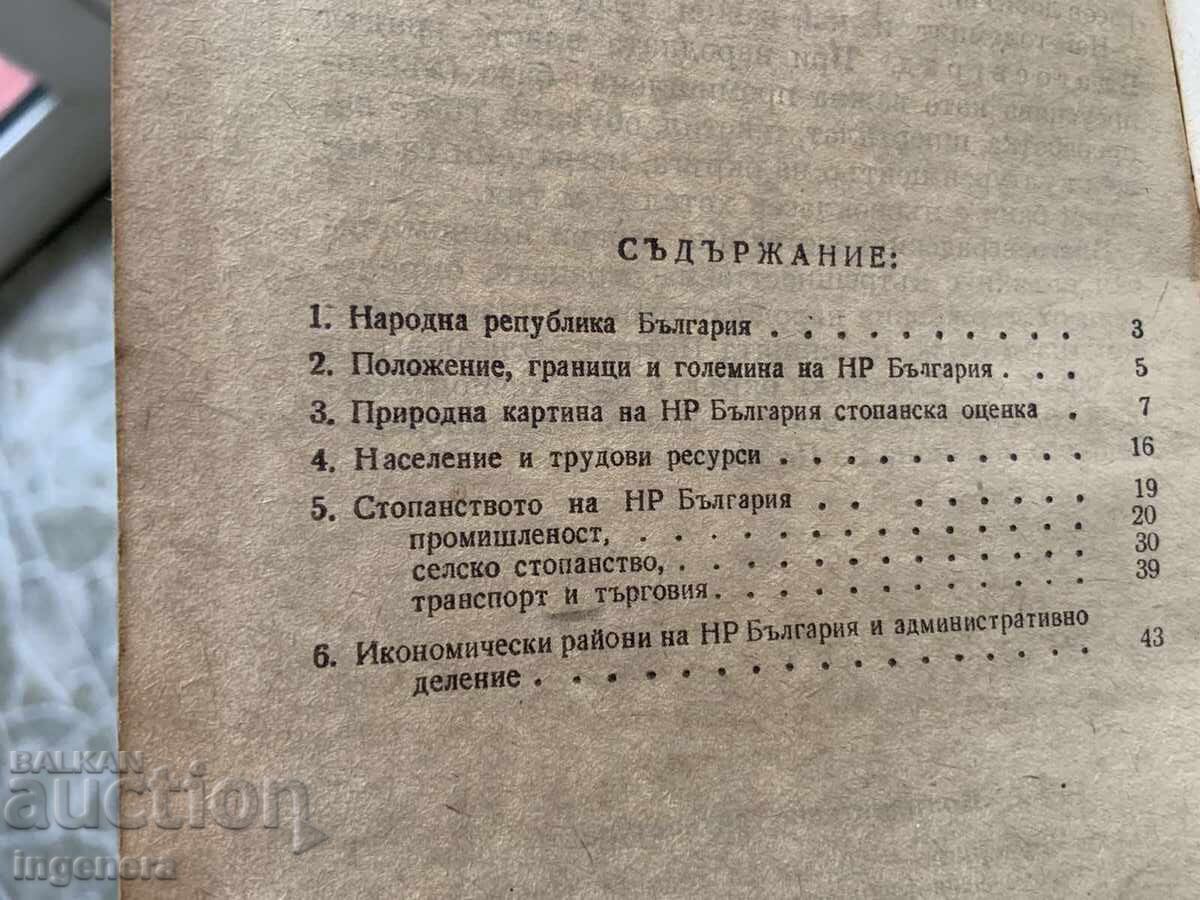 СЪДЪРЖАНИЕ:
1. Народна република България . . . . . . . . . . 3
2. Положение, граници и големина на НР България . . . 5
3. Природна картина на НР България стопанска оценка . 7
4. Население и трудови ресурси . . . . . . . . . . 16
5. Стопанството на НР България . . . . . . . . 19
промишленост, . . . . . . . . . . . . . 20
селско стопанство, . . . . . . . . . . . . 30
транспорт и търговия. . . . . . . . . . . 39
6. Икономически райони на НР България и административно
деление . . . . . . . . . . . . . . . . 43
BALKAN
auction
ingenera